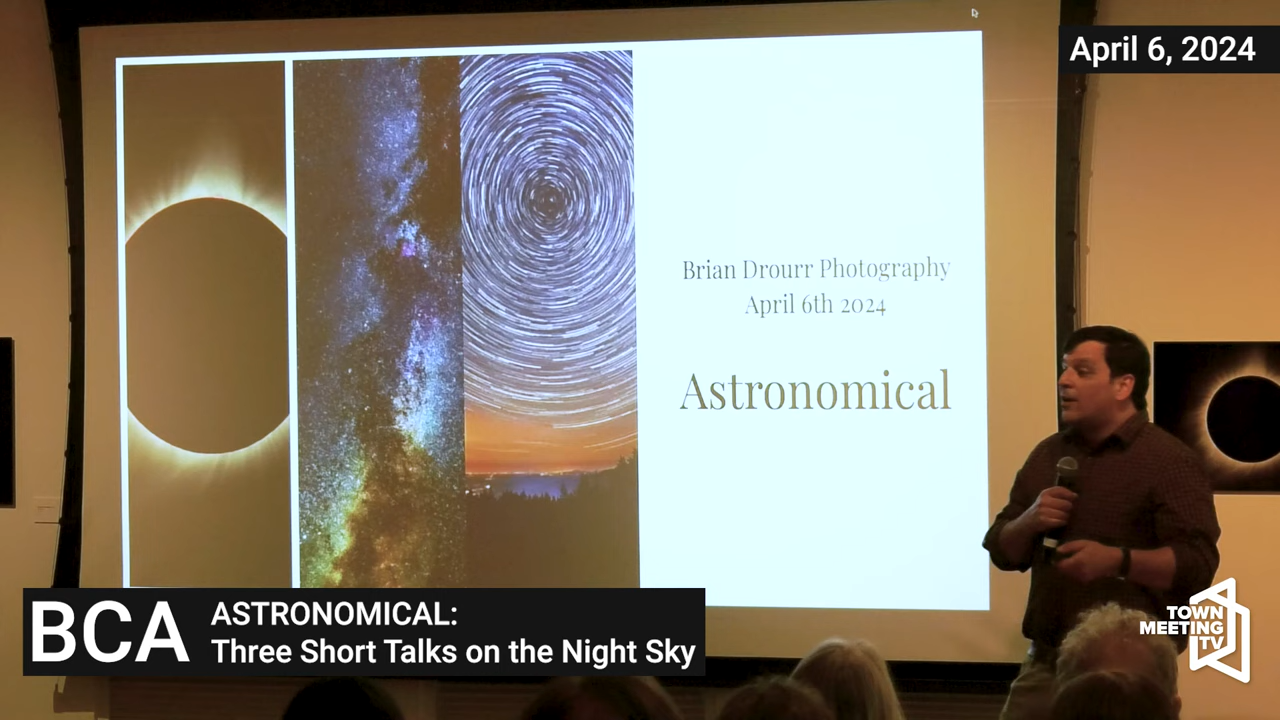 April 6, 2024
Brian Drourr Photography
April 6th 2024
Astronomical
BCA
ASTRONOMICAL:
Three Short Talks on the Night Sky
TOWN
MEETING
TV